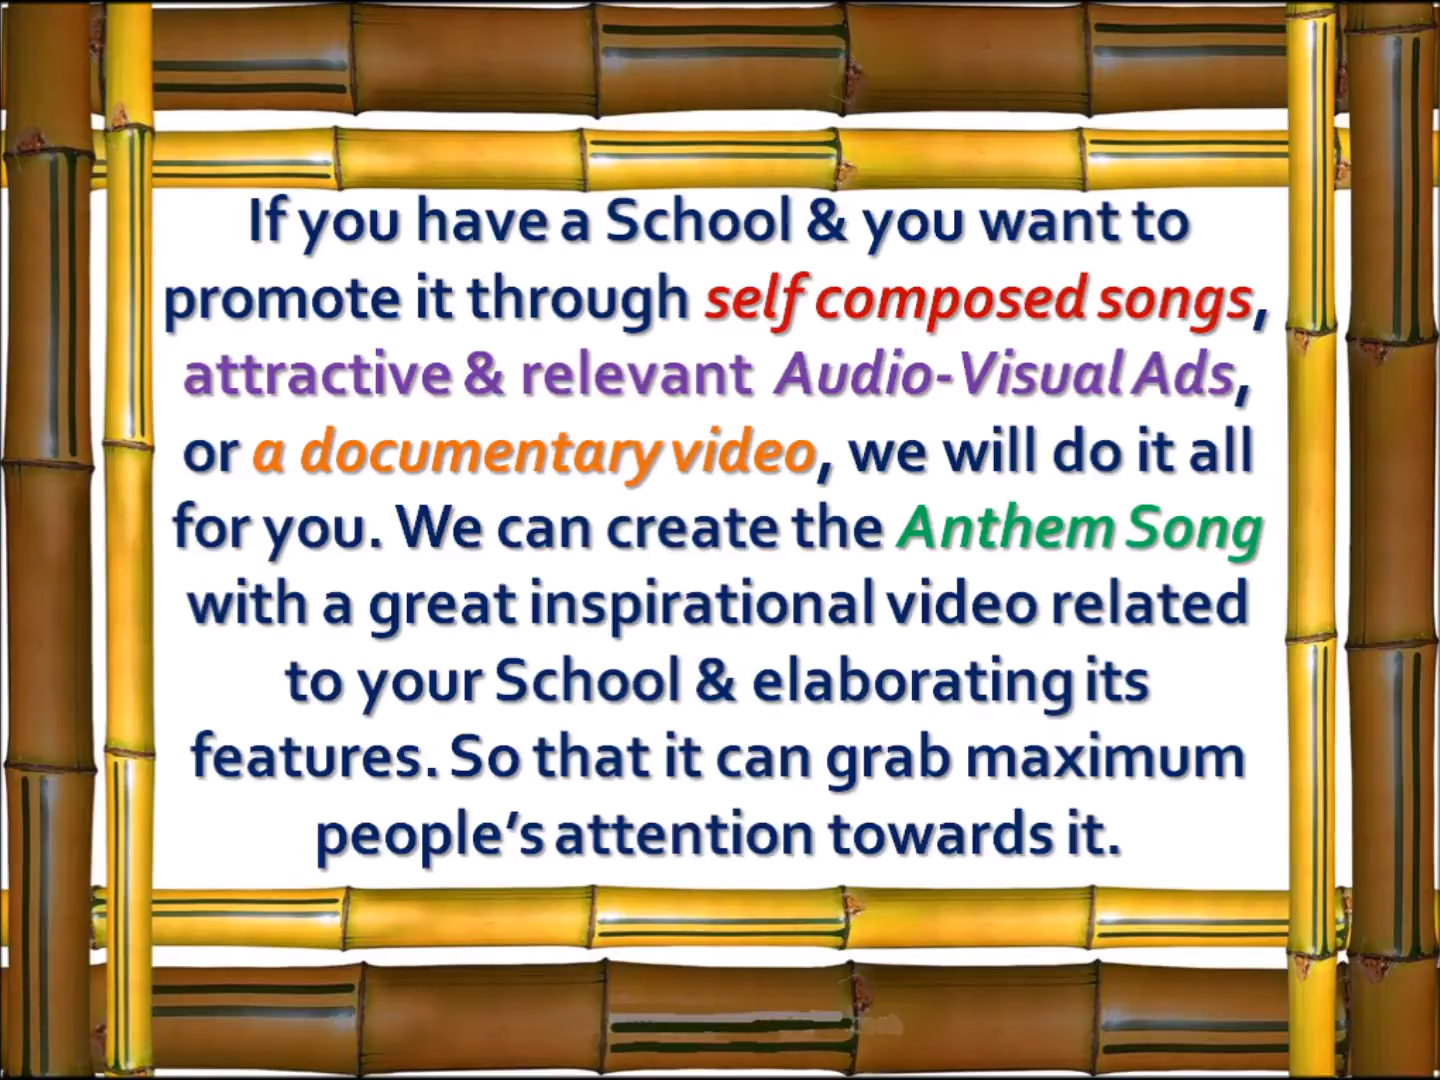 If you have a School & you want to
promote it through self composed songs,
attractive & relevant Audio-Visual Ads,
or a documentary video, we will do it all
for you. We can create the Anthem Song
with a great inspirational video related
to your School & elaborating its
features. So that it can grab maximum
people’s attention towards it.